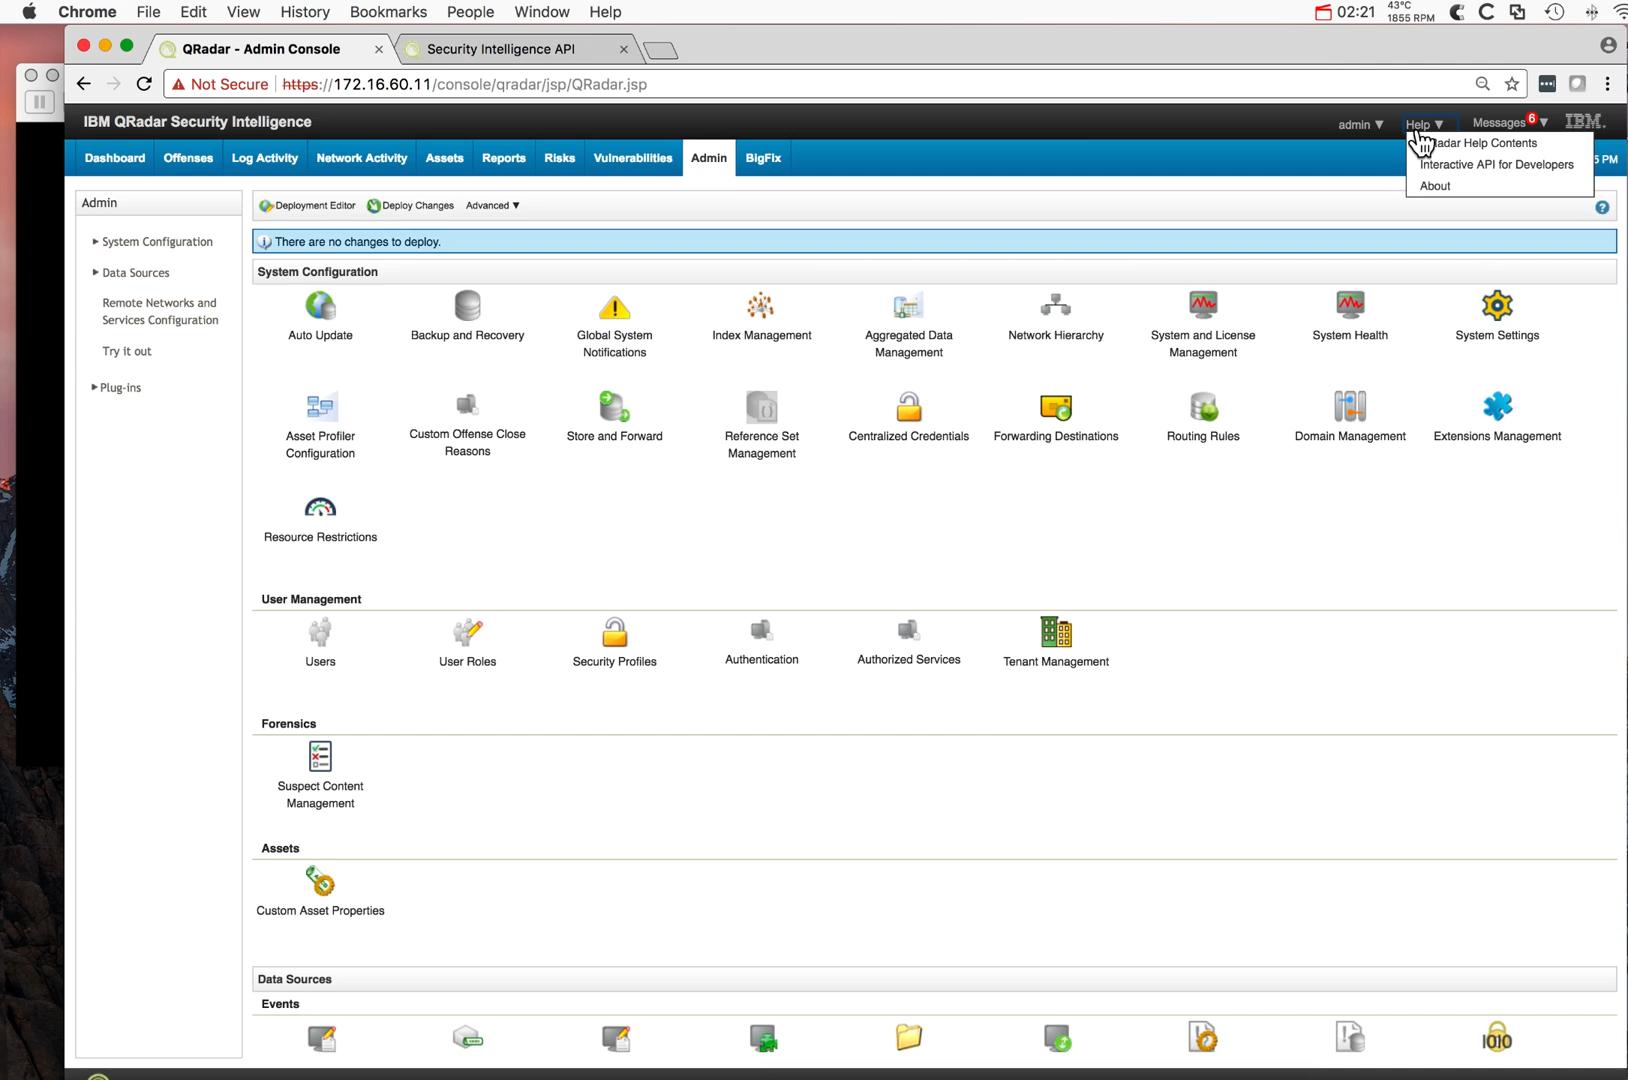 Chrome File Edit View History Bookmarks People Window Help
02:21 43°C
1855 RPM
QRadar - Admin Console
Security Intelligence API
Not Secure https://172.16.60.11/console/qradar/jsp/QRadar.jsp
IBM QRadar Security Intelligence
admin ▼ Help ▼ Messages 6 ▼ IBM.
Dashboard Offenses Log Activity Network Activity Assets Reports Risks Vulnerabilities Admin BigFix
5 PM
adar Help Contents
Interactive API for Developers
About
Admin
System Configuration
Data Sources
Remote Networks and
Services Configuration
Try it out
Plug-ins
Deployment Editor Deploy Changes Advanced ▼
There are no changes to deploy.
System Configuration
Auto Update
Backup and Recovery
Global System
Notifications
Index Management
Aggregated Data
Management
Network Hierarchy
System and License
Management
System Health
System Settings
Asset Profiler
Configuration
Custom Offense Close
Reasons
Store and Forward
Reference Set
Management
Centralized Credentials
Forwarding Destinations
Routing Rules
Domain Management
Extensions Management
Resource Restrictions
User Management
Users
User Roles
Security Profiles
Authentication
Authorized Services
Tenant Management
Forensics
Suspect Content
Management
Assets
Custom Asset Properties
Data Sources
Events
1010